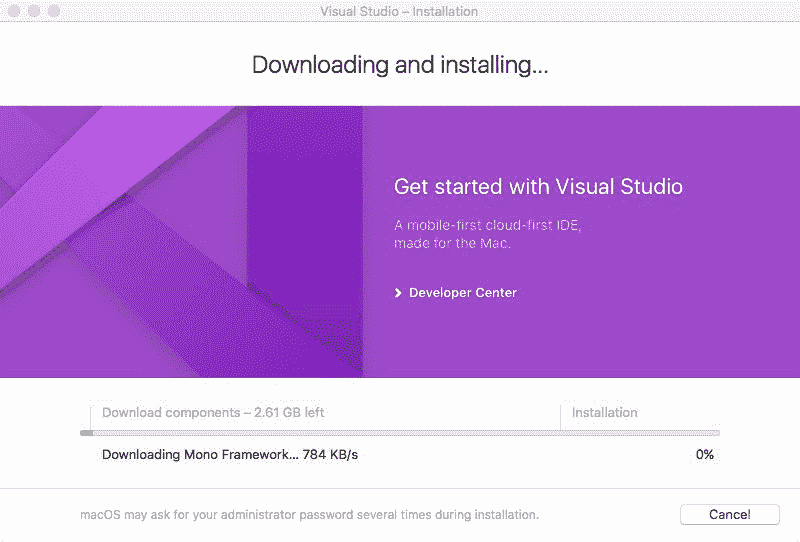 Visual Studio – Installation
Downloading and installing...
Get started with Visual Studio
A mobile-first cloud-first IDE,
made for the Mac.
Developer Center
Download components – 2.61 GB left
Installation
Downloading Mono Framework... 784 KB/s
0%
macOS may ask for your administrator password several times during installation.
Cancel